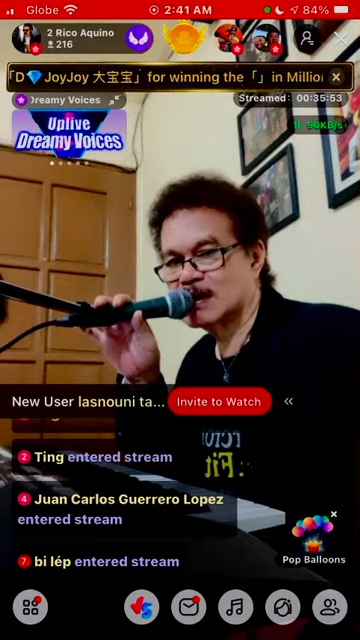 Globe
2:41 AM
84%
2 Rico Aquino
216
「D💎 JoyJoy 大宝宝」 for winning the 「」 in Million
Dreamy Voices
Streamed: 00:35:53
Uplive
Dreamy Voices
90KB/s
New User lasnouni ta...
Invite to Watch
2 Ting entered stream
4 Juan Carlos Guerrero Lopez
entered stream
7 bi lép entered stream
Pop Balloons
VS